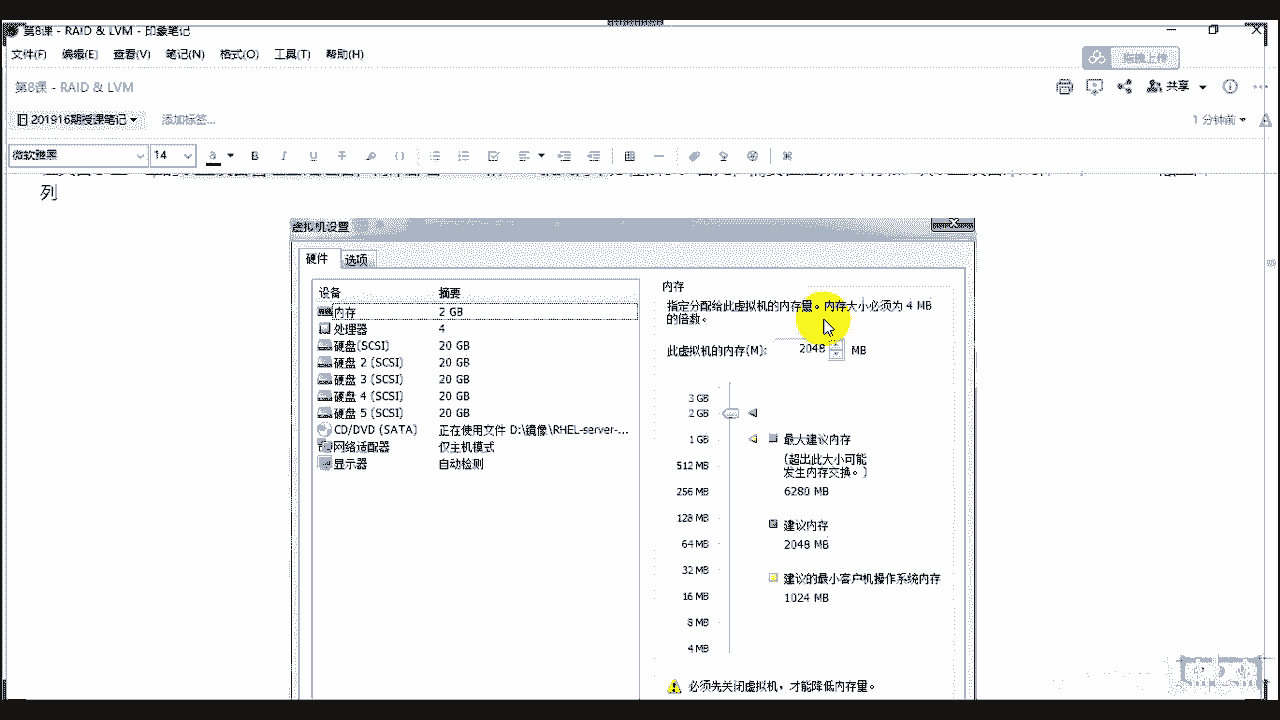 第8课 - RAID & LVM - 印象笔记
文件(F) 编辑(E) 查看(V) 笔记(N) 格式(O) 工具(T) 帮助(H)
第8课 - RAID & LVM
共享
201916期授课笔记
添加标签...
1 分钟前
微软雅黑
14
列
虚拟机设置
硬件 选项
设备 摘要
内存 2 GB
处理器 4
硬盘(SCSI) 20 GB
硬盘 2 (SCSI) 20 GB
硬盘 3 (SCSI) 20 GB
硬盘 4 (SCSI) 20 GB
硬盘 5 (SCSI) 20 GB
CD/DVD (SATA) 正在使用文件 D:\镜像\RHEL-server-...
网络适配器 仅主机模式
显示器 自动检测
内存
指定分配给此虚拟机的内存量。内存大小必须为 4 MB
的倍数。
此虚拟机的内存(M): 2048 MB
3 GB
2 GB
1 GB
512 MB
256 MB
128 MB
64 MB
32 MB
16 MB
8 MB
4 MB
最大建议内存
(超出此大小可能
发生内存交换。)
6280 MB
建议内存
2048 MB
建议的最小客户机操作系统内存
1024 MB
必须先关闭虚拟机，才能降低内存量。